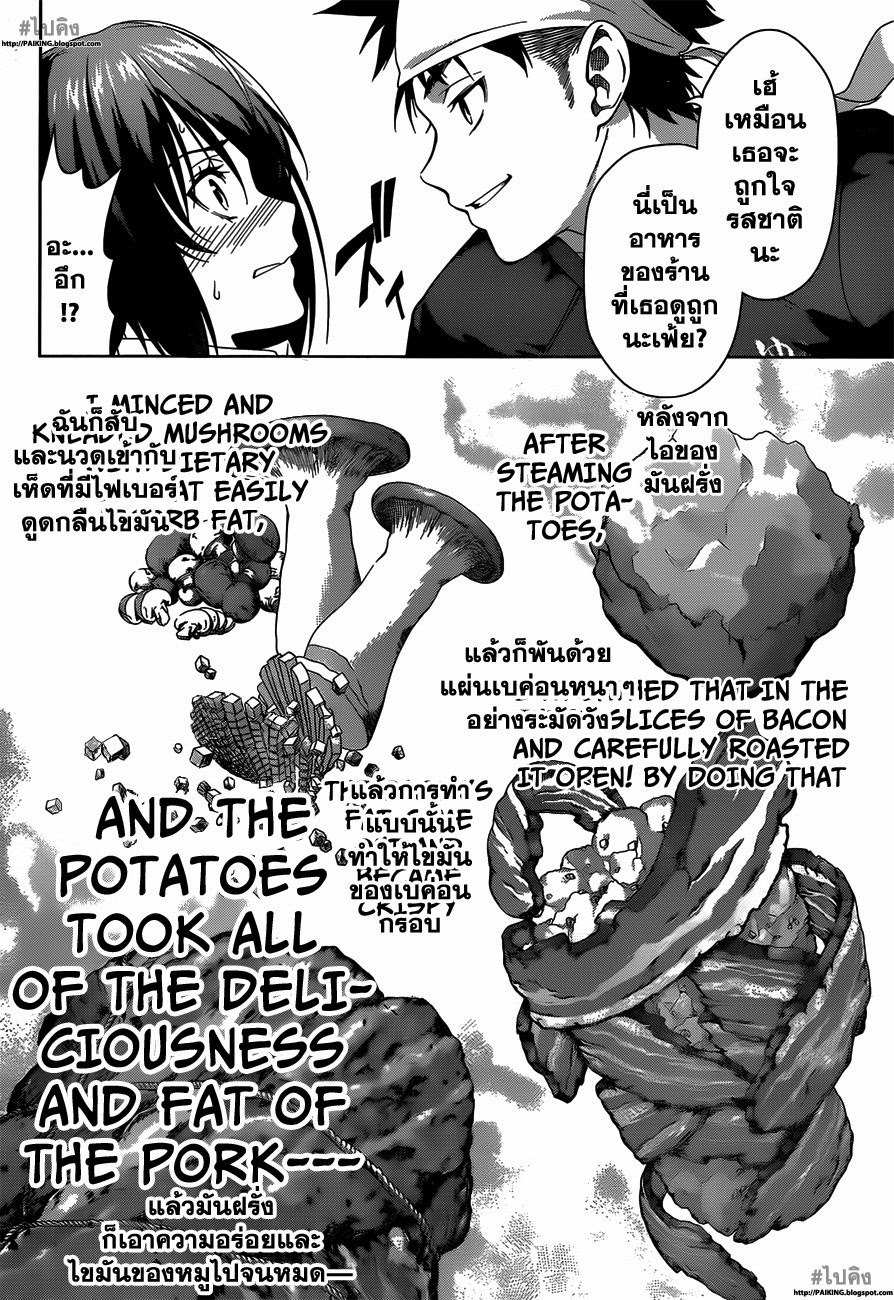 #ไปคิง
http://PAIKING.blogspot.com
เฮ้
เหมือน
เธอจะ
ถูกใจ
รสชาติ
นะ
นี่เป็น
อาหาร
ของร้าน
ที่เธอดูถูก
นะเฟ้ย?
อะ...
อึก
!?
ズイ
หลังจาก
ไอของ
มันฝรั่ง
AFTER
STEAMING
THE POTA-
TOES,
I MINCED AND
MUSHROOMS
EASILY
FAT,
ฉันก็สับ
และนวดเข้ากับ
เห็ดที่มีไฟเบอร์
ดูดกลืนไขมัน
แล้วก็พันด้วย
แผ่นเบค่อนหนาๆ
อย่างระมัดวัง
THAT IN THE
SLICES OF BACON
AND CAREFULLY ROASTED
IT OPEN! BY DOING THAT
แล้วการทำ
แบบนั้น
ทำให้ไขมัน
ของเบค่อน
กรอบ
AND THE
POTATOES
TOOK ALL
OF THE DELI-
CIOUSNESS
AND FAT OF
THE PORK---
แล้วมันฝรั่ง
ก็เอาความอร่อยและ
ไขมันของหมูไปจนหมด—
#ไปคิง
http://PAIKING.blogspot.com